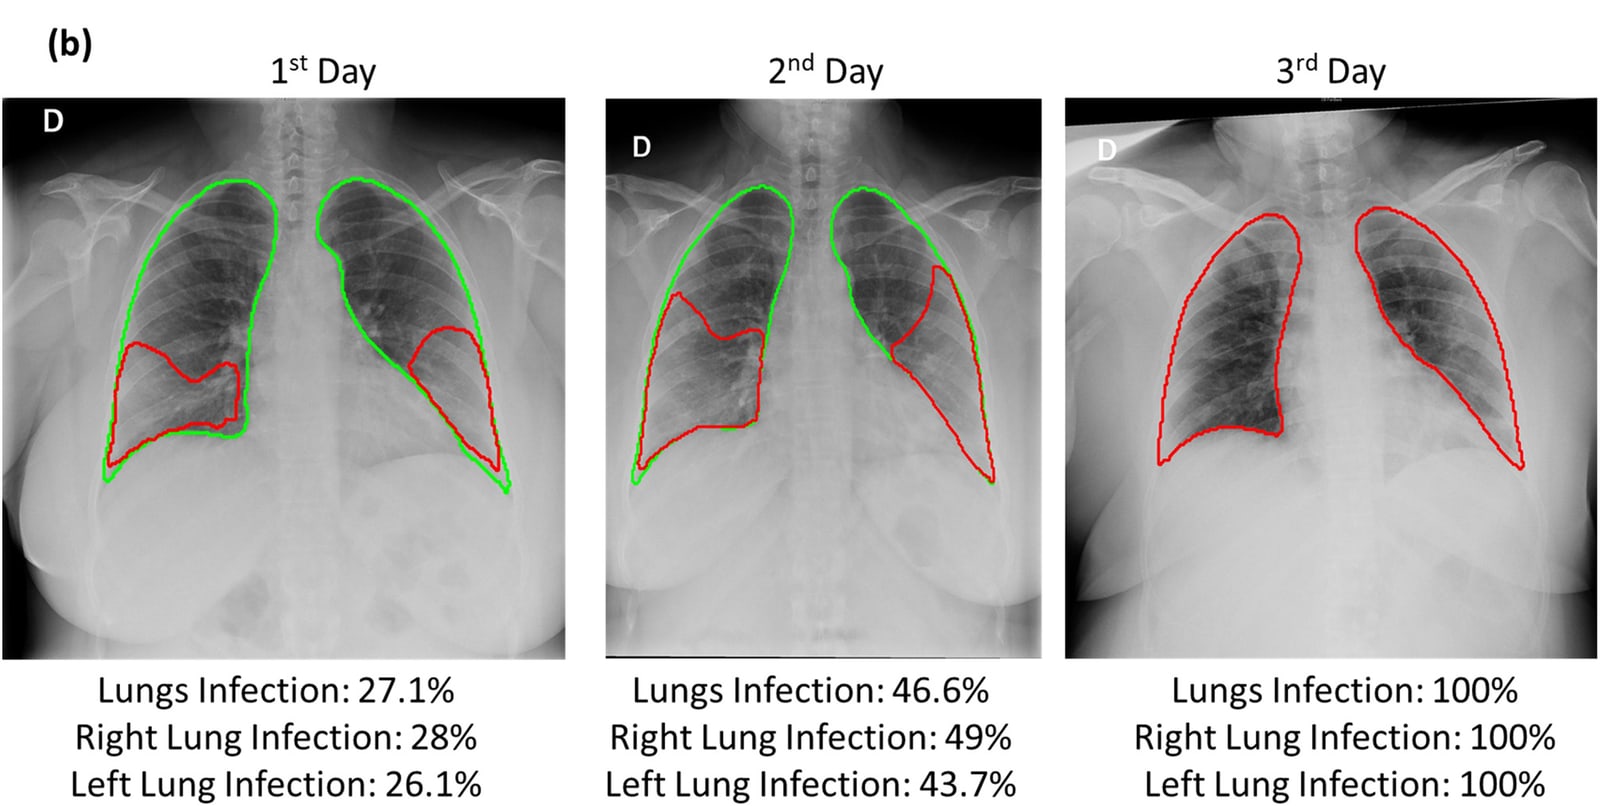 (b)
1st Day
2nd Day
3rd Day
D
D
D
Lungs Infection: 27.1%
Right Lung Infection: 28%
Left Lung Infection: 26.1%
Lungs Infection: 46.6%
Right Lung Infection: 49%
Left Lung Infection: 43.7%
Lungs Infection: 100%
Right Lung Infection: 100%
Left Lung Infection: 100%